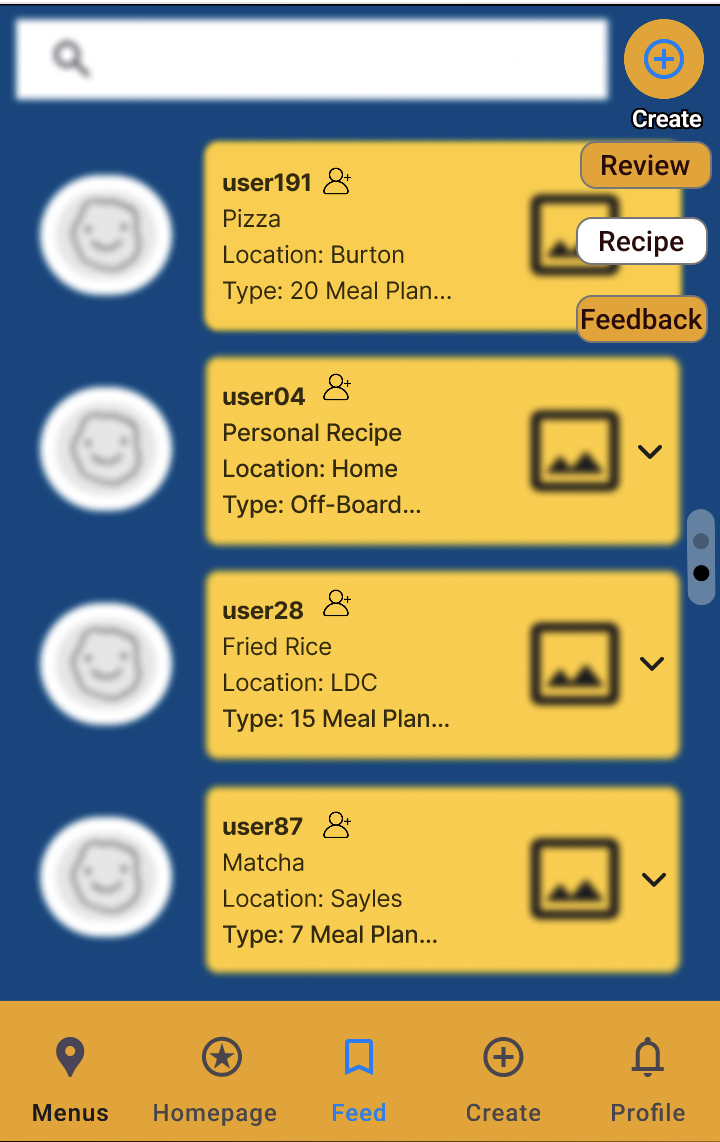 Create
Review
user191
Pizza
Location: Burton
Type: 20 Meal Plan...
Recipe
Feedback
user04
Personal Recipe
Location: Home
Type: Off-Board...
user28
Fried Rice
Location: LDC
Type: 15 Meal Plan...
user87
Matcha
Location: Sayles
Type: 7 Meal Plan...
Menus Homepage Feed Create Profile